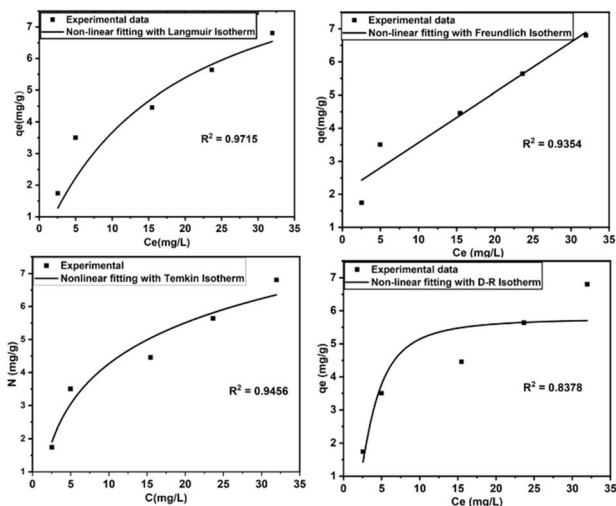 Experimental data
Non-linear fitting with Langmuir Isotherm
7
6
5
4
3
2
1
qe(mg/g)
R² = 0.9715
0 5 10 15 20 25 30 35
Ce(mg/L)
Experimental data
Non-linear fitting with Freundlich Isotherm
7
6
5
4
3
2
1
qe(mg/g)
R² = 0.9354
0 5 10 15 20 25 30 35
Ce (mg/L)
Experimental
Nonlinear fitting with Temkin Isotherm
7
6
5
4
3
2
1
0
N (mg/g)
R² = 0.9456
0 5 10 15 20 25 30 35
C(mg/L)
Experimental data
Non-linear fitting with D-R Isotherm
7
6
5
4
3
2
1
0
qe (mg/g)
R² = 0.8378
0 5 10 15 20 25 30 35
Ce (mg/L)